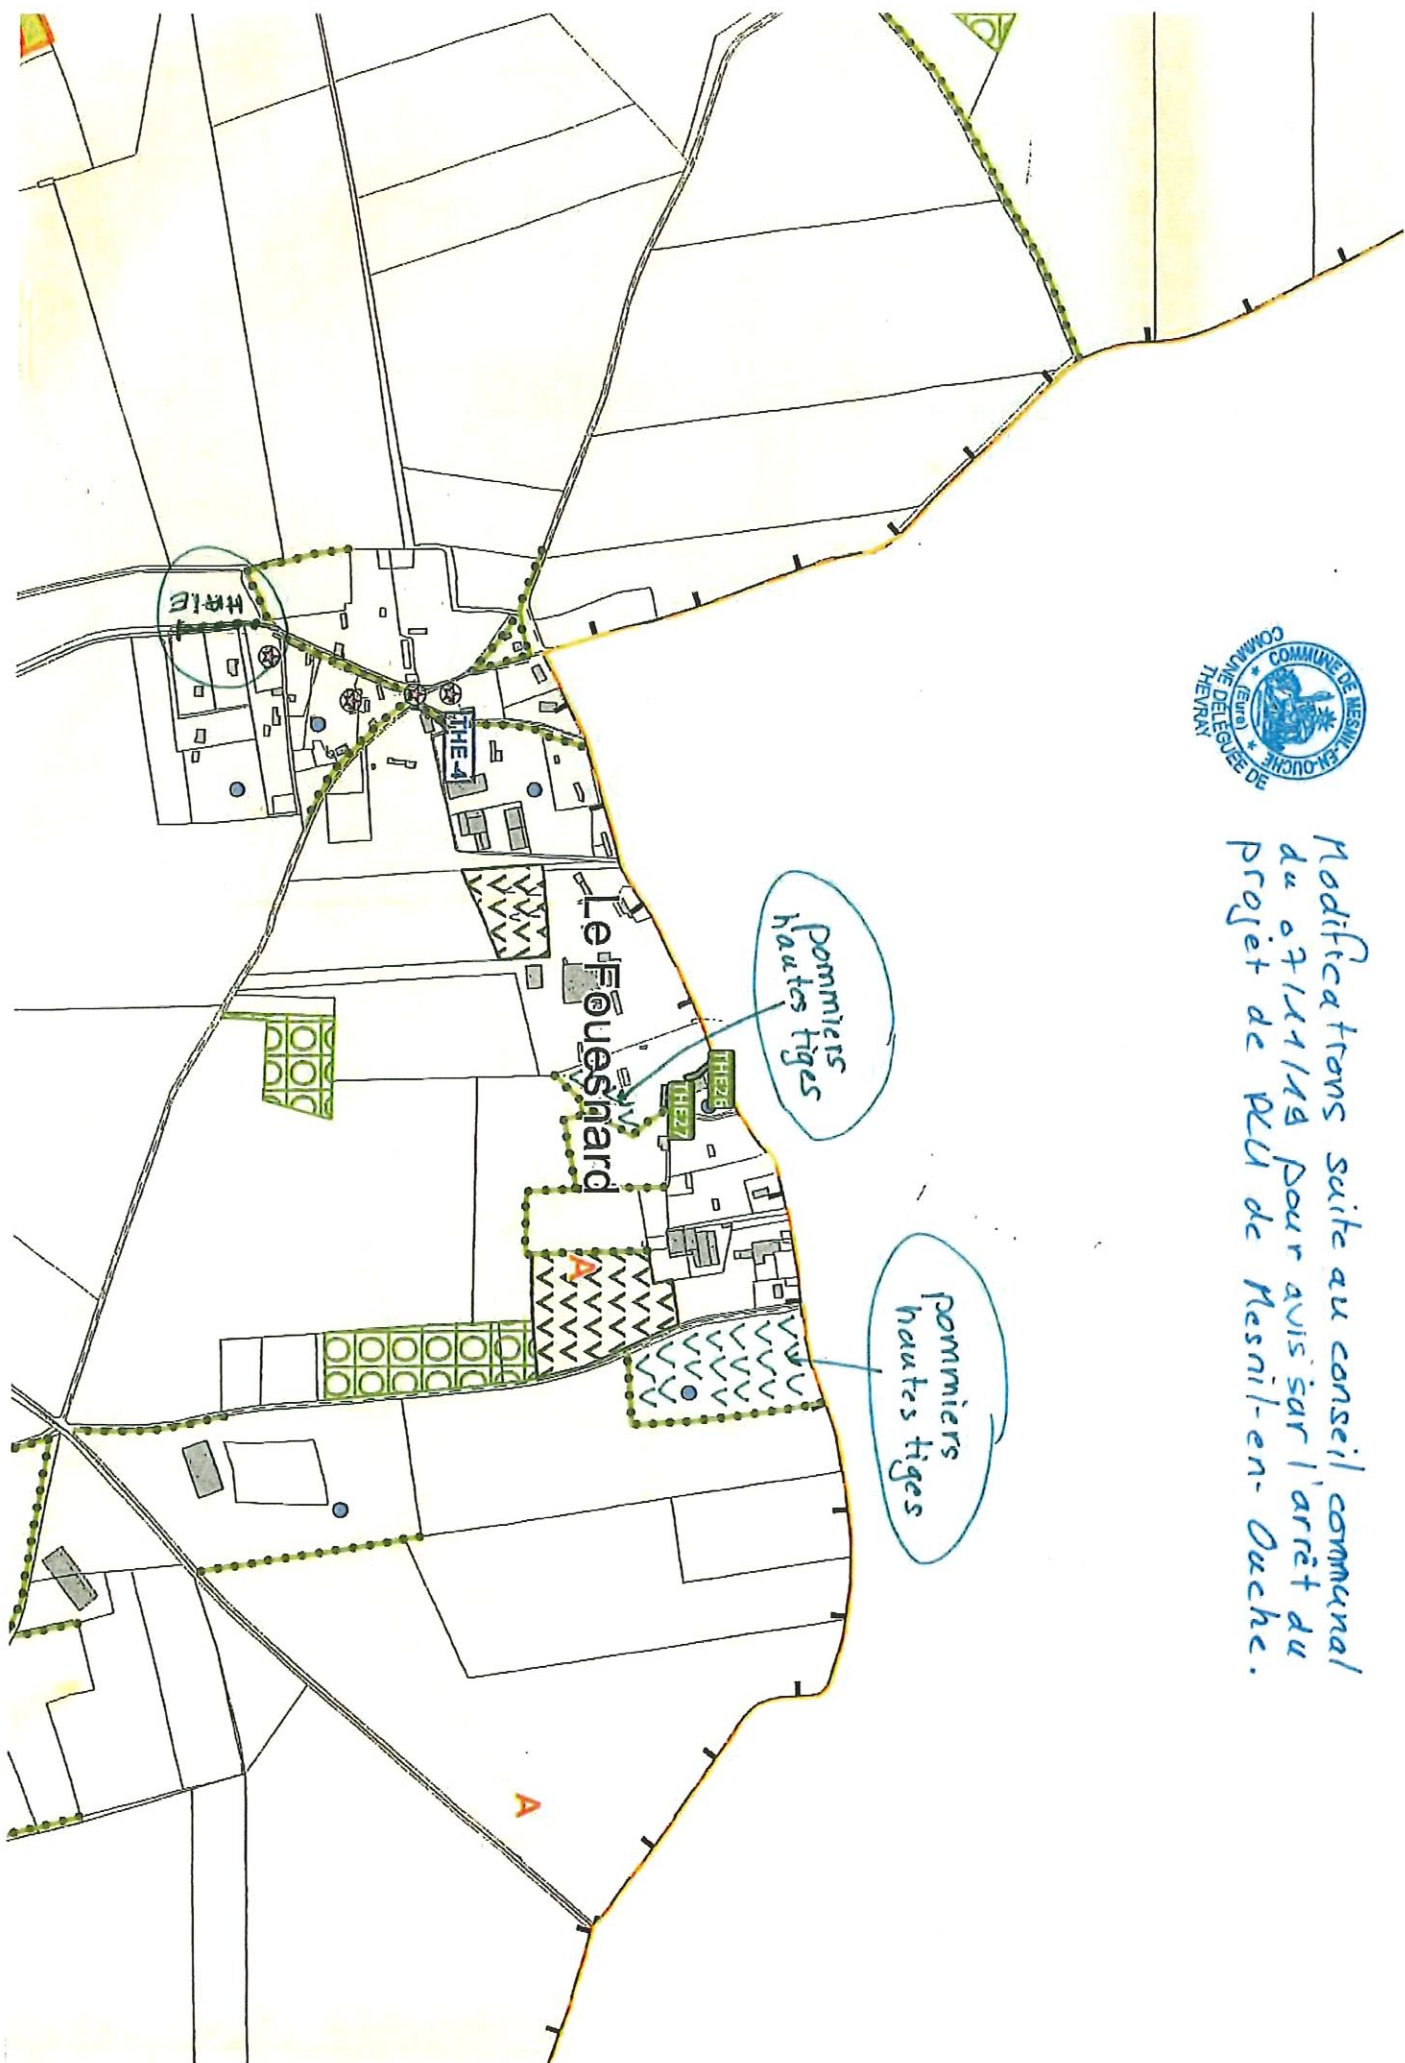 COMMUNE DE MESNIL-EN-OUCHE
(Eure)
COMMUNE DÉLÉGUÉE DE
THEVRAY
Modifications suite au conseil communal
du 07/11/18 pour avis sur l'arrêt du
projet de PLU de Mesnil-en-Ouche.
pommiers
hautes tiges
pommiers
hautes tiges
THE26
THE27
Le Fouesnard
THE-4
HAIE
A
A